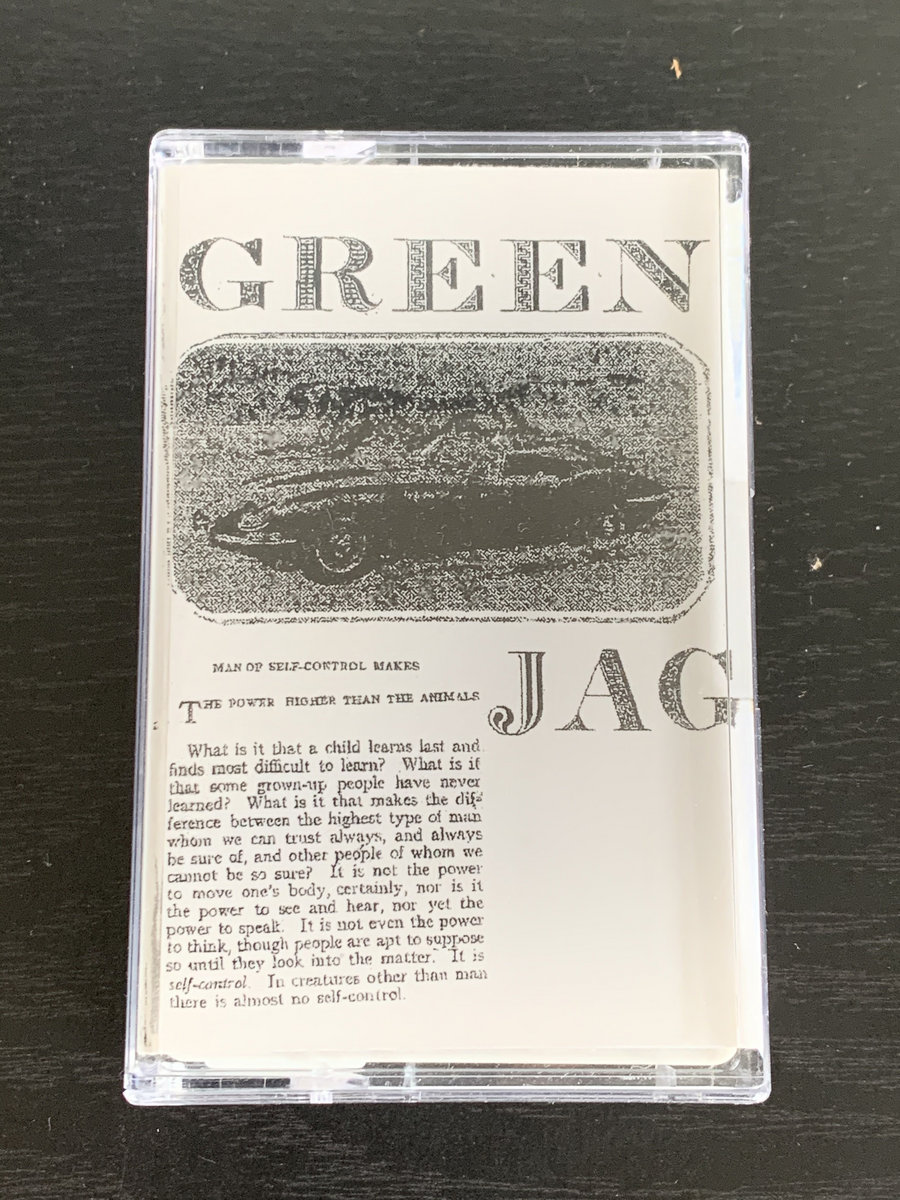 GREEN
JAG
MAN OF SELF-CONTROL MAKES
THE POWER HIGHER THAN THE ANIMALS
What is it that a child learns last and
finds most difficult to learn? What is it
that some grown-up people have never
learned? What is it that makes the dif-
ference between the highest type of man
whom we can trust always, and always
be sure of, and other people of whom we
cannot be so sure? It is not the power
to move one's body, certainly, nor is it
the power to see and hear, nor yet the
power to speak. It is not even the power
to think, though people are apt to suppose
so until they look into the matter. It is
self-control. In creatures other than man
there is almost no self-control.